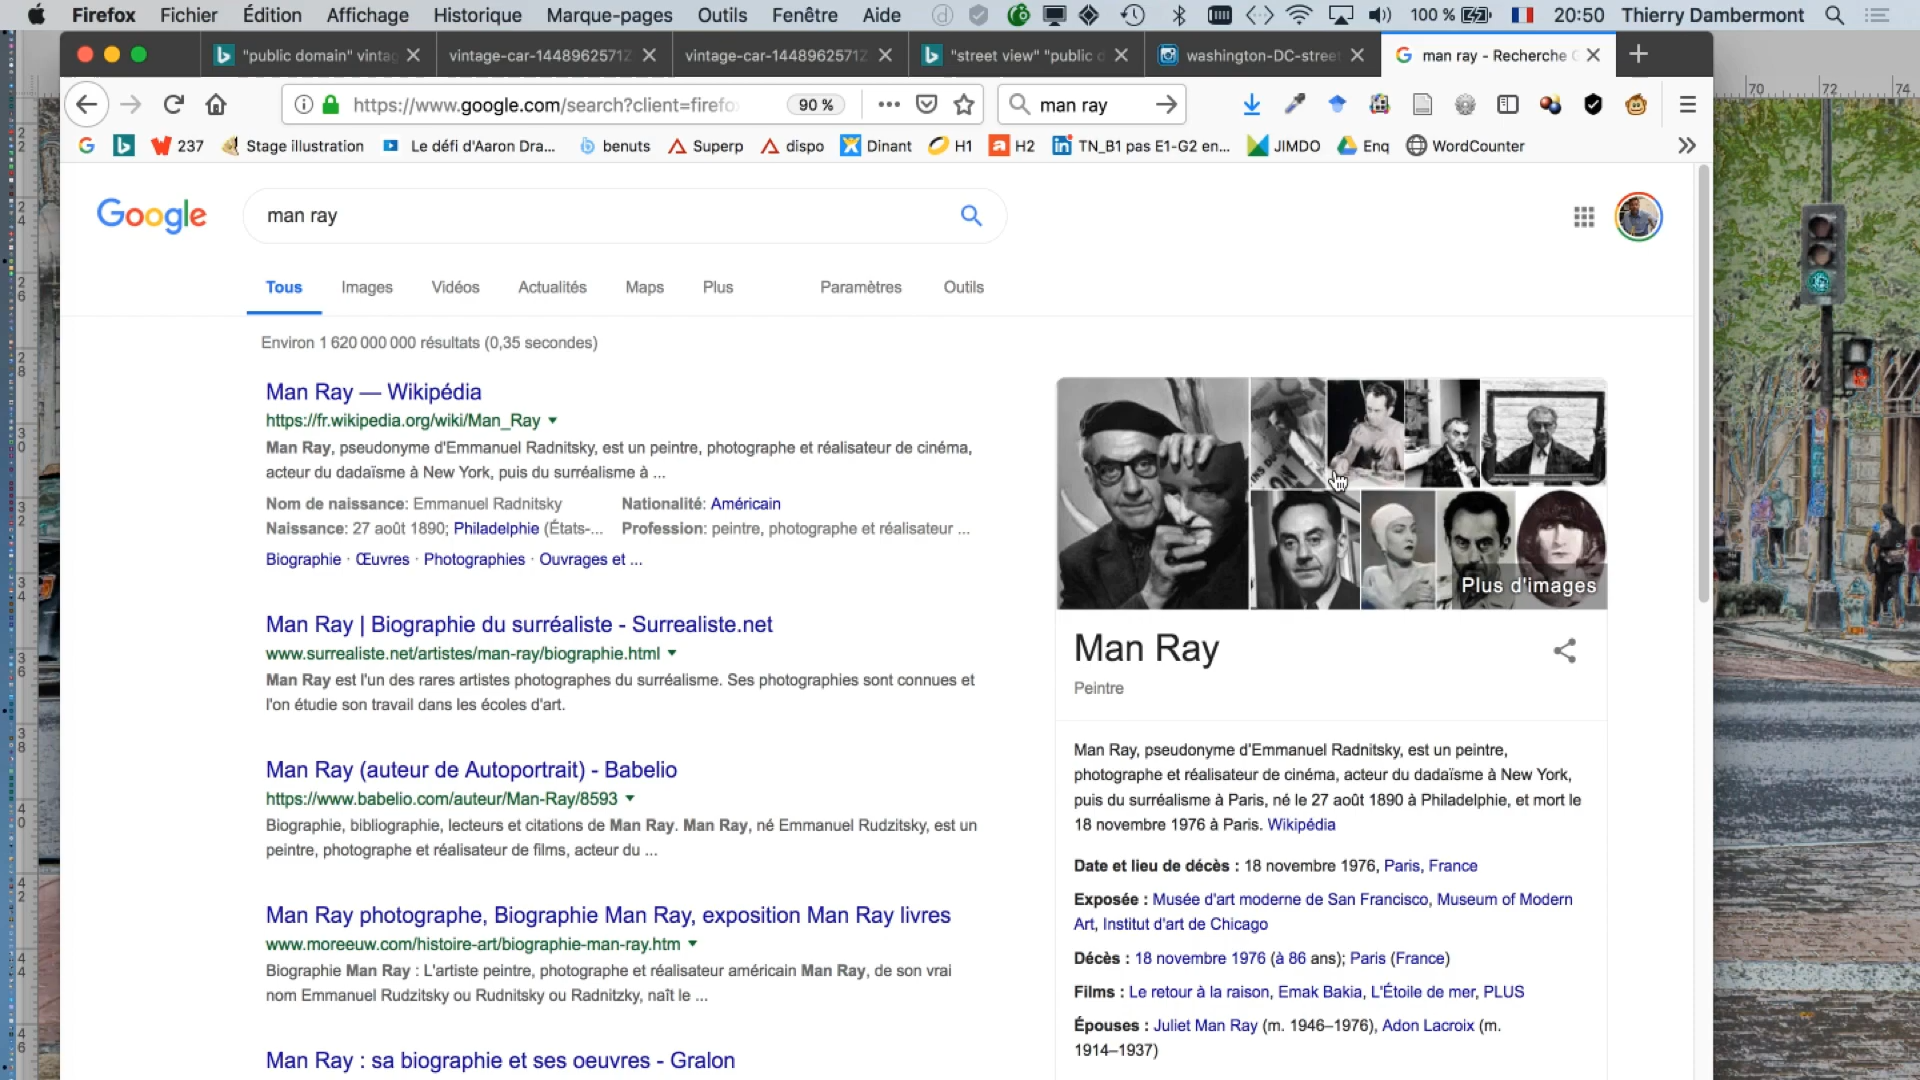 Firefox Fichier Édition Affichage Historique Marque-pages Outils Fenêtre Aide 100 % 20:50 Thierry Dambermont
"public domain" vintag
vintage-car-1448962571Z
vintage-car-1448962571Z
"street view" "public d
washington-DC-street
man ray - Recherche G
https://www.google.com/search?client=firefo
90 %
man ray
237 Stage illustration Le défi d'Aaron Dra... benuts Superp dispo Dinant H1 H2 TN_B1 pas E1-G2 en... JIMDO Enq WordCounter
70 72 74
Google
man ray
Tous Images Vidéos Actualités Maps Plus Paramètres Outils
Environ 1 620 000 000 résultats (0,35 secondes)
Man Ray — Wikipédia
https://fr.wikipedia.org/wiki/Man_Ray
Man Ray, pseudonyme d'Emmanuel Radnitsky, est un peintre, photographe et réalisateur de cinéma,
acteur du dadaïsme à New York, puis du surréalisme à ...
Nom de naissance: Emmanuel Radnitsky Nationalité: Américain
Naissance: 27 août 1890; Philadelphie (États-... Profession: peintre, photographe et réalisateur ...
Biographie · Œuvres · Photographies · Ouvrages et ...
Man Ray | Biographie du surréaliste - Surrealiste.net
www.surrealiste.net/artistes/man-ray/biographie.html
Man Ray est l'un des rares artistes photographes du surréalisme. Ses photographies sont connues et
l'on étudie son travail dans les écoles d'art.
Man Ray (auteur de Autoportrait) - Babelio
https://www.babelio.com/auteur/Man-Ray/8593
Biographie, bibliographie, lecteurs et citations de Man Ray. Man Ray, né Emmanuel Rudzitsky, est un
peintre, photographe et réalisateur de films, acteur du ...
Man Ray photographe, Biographie Man Ray, exposition Man Ray livres
www.moreeuw.com/histoire-art/biographie-man-ray.htm
Biographie Man Ray : L'artiste peintre, photographe et réalisateur américain Man Ray, de son vrai
nom Emmanuel Rudzitsky ou Rudnitsky ou Radnitzky, naît le ...
Man Ray : sa biographie et ses oeuvres - Gralon
Plus d'images
Man Ray
Peintre
Man Ray, pseudonyme d'Emmanuel Radnitsky, est un peintre,
photographe et réalisateur de cinéma, acteur du dadaïsme à New York,
puis du surréalisme à Paris, né le 27 août 1890 à Philadelphie, et mort le
18 novembre 1976 à Paris. Wikipédia
Date et lieu de décès : 18 novembre 1976, Paris, France
Exposée : Musée d'art moderne de San Francisco, Museum of Modern
Art, Institut d'art de Chicago
Décès : 18 novembre 1976 (à 86 ans); Paris (France)
Films : Le retour à la raison, Emak Bakia, L'Étoile de mer, PLUS
Épouses : Juliet Man Ray (m. 1946–1976), Adon Lacroix (m.
1914–1937)